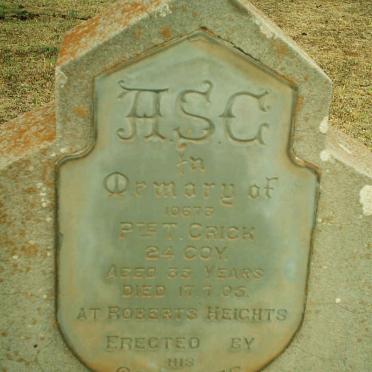 A.S.C
in
Memory of
10673
Pte T. Crick
24 Coy.
Aged 33 Years
Died 17.7.05.
At Roberts Heights
Erected by
his